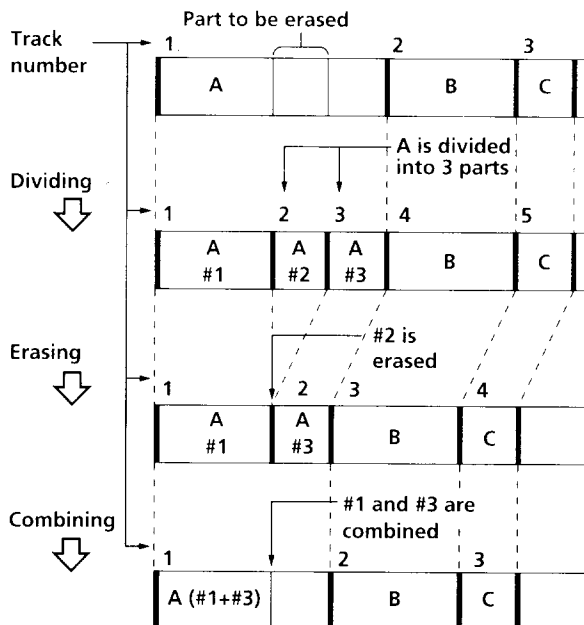 Part to be erased
Track number
1 2 3
A B C
A is divided into 3 parts
Dividing
1 2 3 4 5
A #1 A #2 A #3 B C
#2 is erased
Erasing
1 2 3 4
A #1 A #3 B C
#1 and #3 are combined
Combining
1 2 3
A (#1+#3) B C